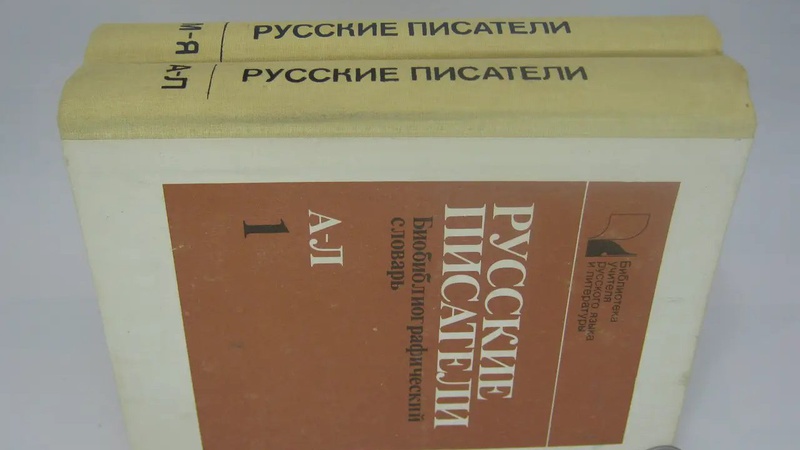 М-Я РУССКИЕ ПИСАТЕЛИ
А-Л РУССКИЕ ПИСАТЕЛИ
Библиотека
учителя
русского языка
и литературы
РУССКИЕ
ПИСАТЕЛИ
Биобиблиографический
словарь
А-Л
1